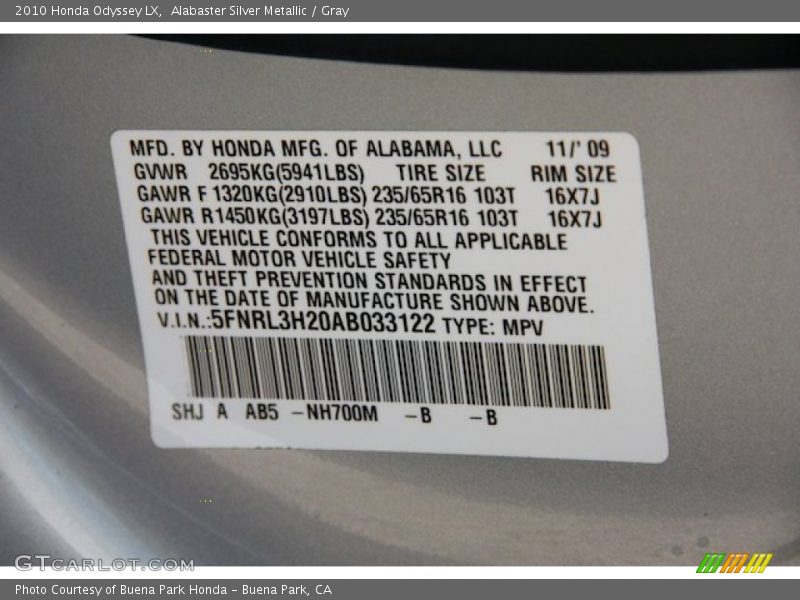 2010 Honda Odyssey LX,  Alabaster Silver Metallic / Gray
MFD. BY HONDA MFG. OF ALABAMA, LLC 11/' 09
GVWR 2695KG(5941LBS) TIRE SIZE RIM SIZE
GAWR F 1320KG(2910LBS) 235/65R16 103T 16X7J
GAWR R1450KG(3197LBS) 235/65R16 103T 16X7J
THIS VEHICLE CONFORMS TO ALL APPLICABLE
FEDERAL MOTOR VEHICLE SAFETY
AND THEFT PREVENTION STANDARDS IN EFFECT
ON THE DATE OF MANUFACTURE SHOWN ABOVE.
V.I.N.:5FNRL3H20AB033122 TYPE: MPV
SHJ A AB5 -NH700M -B -B
GTCARLOT.COM
Photo Courtesy of Buena Park Honda - Buena Park, CA